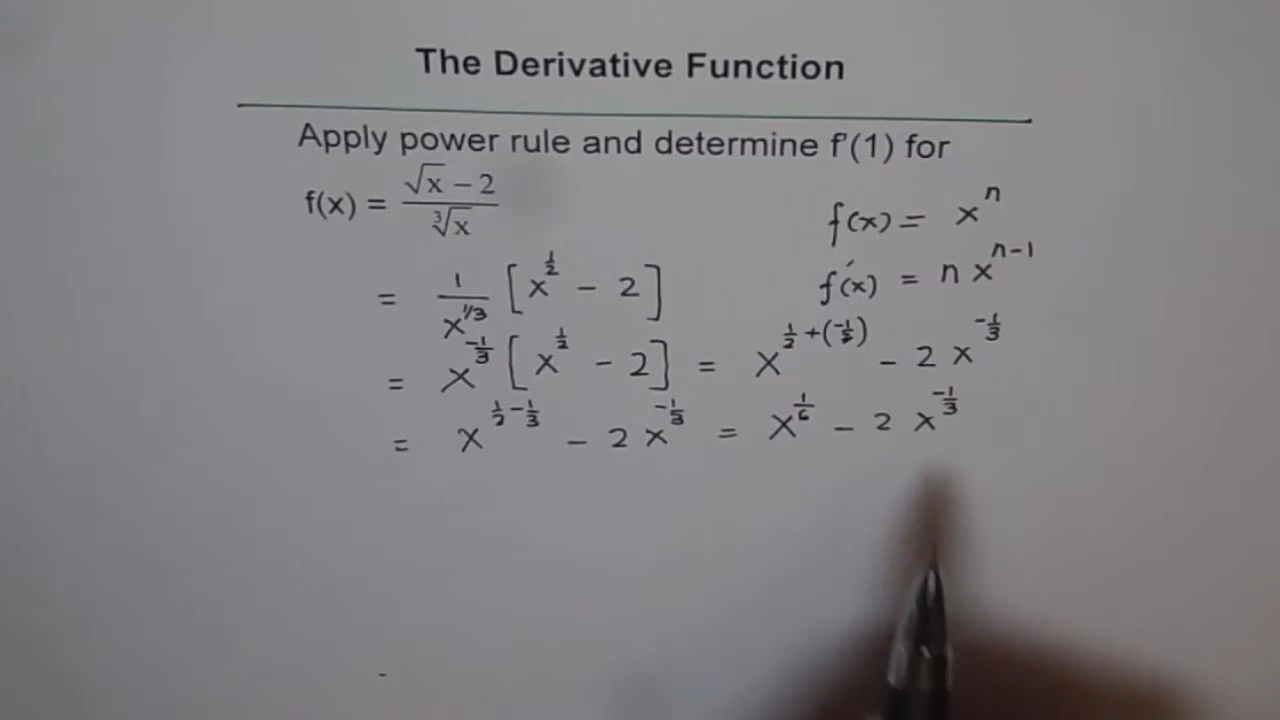 The Derivative Function
Apply power rule and determine f'(1) for
f(x) = (√x − 2) / ∛x
f(x) = x^n
= 1/x^(1/3) [x^(1/2) − 2]
f'(x) = n x^(n−1)
= x^(−1/3) [x^(1/2) − 2] = x^(1/2 + (−1/3)) − 2 x^(−1/3)
= x^(1/2 − 1/3) − 2 x^(−1/3) = x^(1/6) − 2 x^(−1/3)